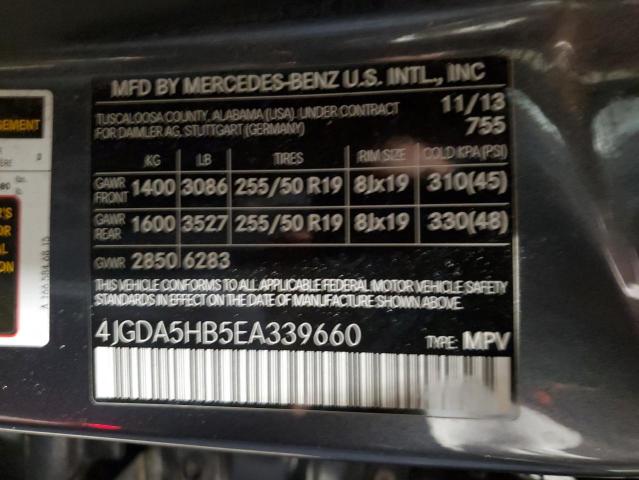 GEMENT
MFD BY MERCEDES-BENZ U.S. INTL., INC
TUSCALOOSA COUNTY, ALABAMA (USA). UNDER CONTRACT 11/13
FOR DAIMLER AG, STUTTGART (GERMANY) 755
KG LB TIRES RIM SIZE COLD KPA(PSI)
GAWR FRONT 1400 3086 255/50 R19 8Jx19 310(45)
GAWR REAR 1600 3527 255/50 R19 8Jx19 330(48)
GVWR 2850 6283
THIS VEHICLE CONFORMS TO ALL APPLICABLE FEDERAL MOTOR VEHICLE SAFETY
STANDARDS IN EFFECT ON THE DATE OF MANUFACTURE SHOWN ABOVE.
4JGDA5HB5EA339660 TYPE: MPV